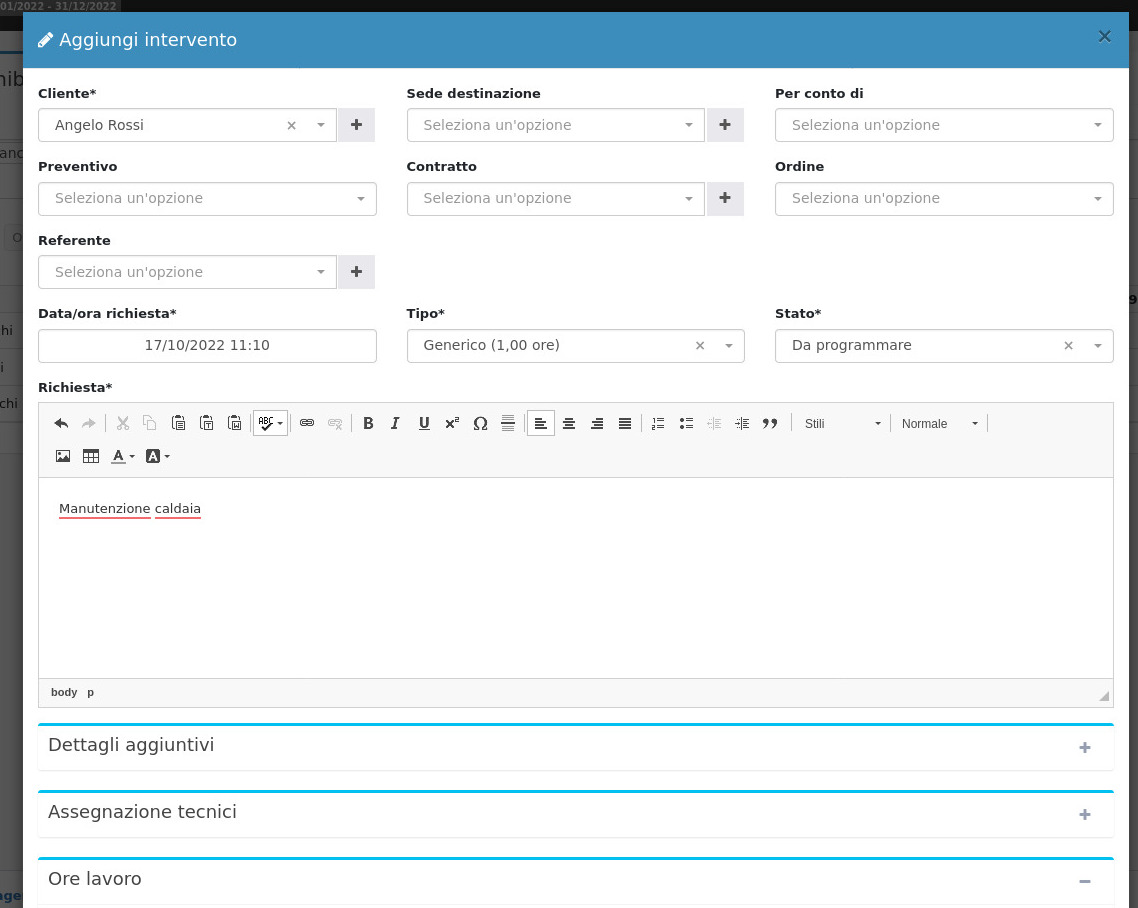 01/2022 - 31/12/2022
Aggiungi intervento
Cliente* Sede destinazione Per conto di
Angelo Rossi Seleziona un'opzione Seleziona un'opzione
Preventivo Contratto Ordine
Seleziona un'opzione Seleziona un'opzione Seleziona un'opzione
Referente
Seleziona un'opzione
Data/ora richiesta* Tipo* Stato*
17/10/2022 11:10 Generico (1,00 ore) Da programmare
Richiesta*
Stili Normale
Manutenzione caldaia
body p
Dettagli aggiuntivi
Assegnazione tecnici
Ore lavoro